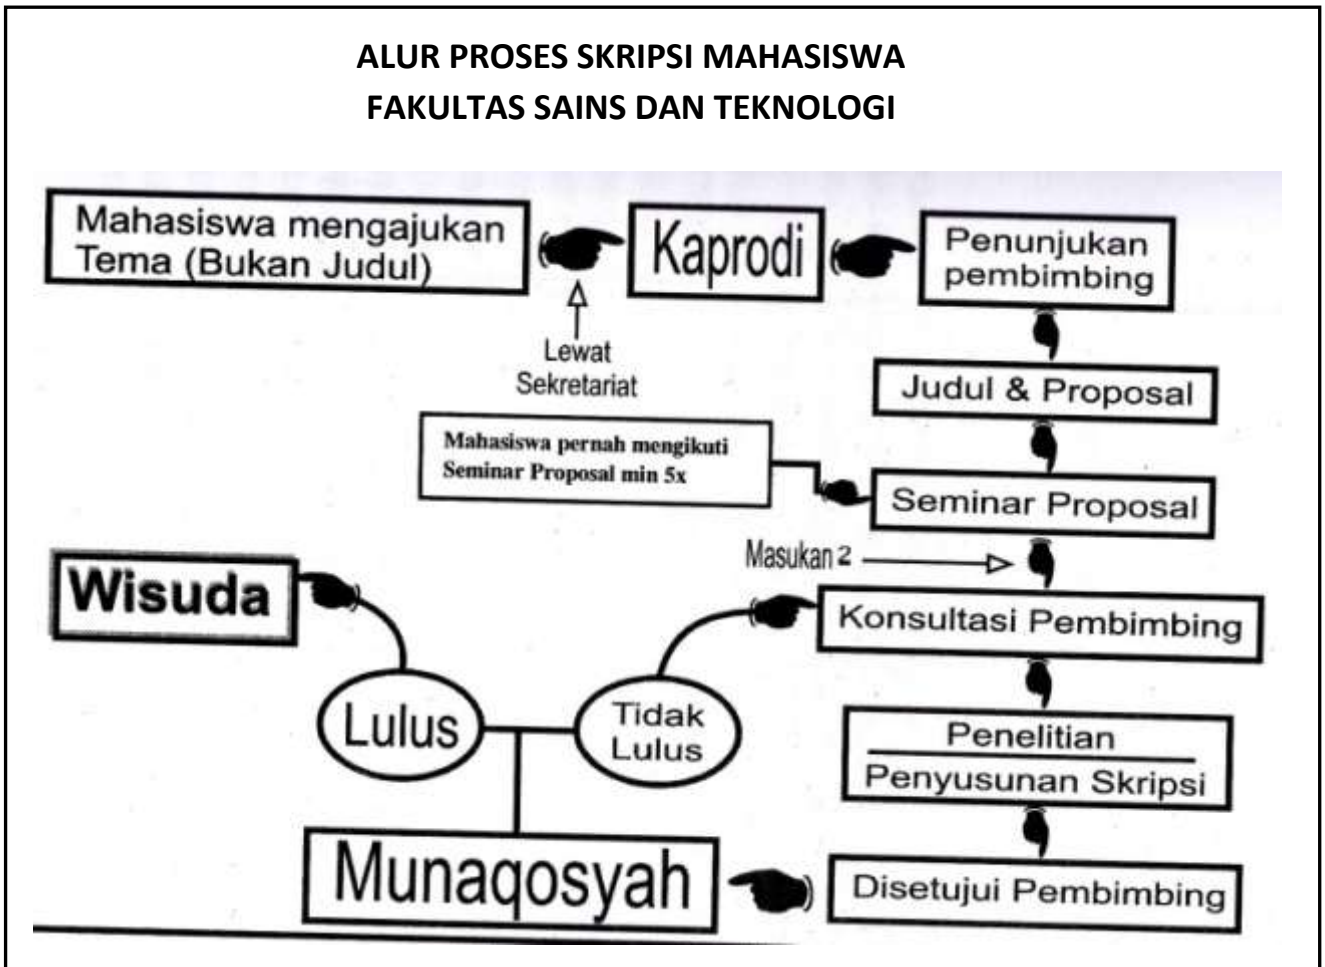 ALUR PROSES SKRIPSI MAHASISWA
FAKULTAS SAINS DAN TEKNOLOGI
Mahasiswa mengajukan
Tema (Bukan Judul)
Kaprodi
Penunjukan
pembimbing
Lewat
Sekretariat
Judul & Proposal
Mahasiswa pernah mengikuti
Seminar Proposal min 5x
Seminar Proposal
Masukan 2
Wisuda
Konsultasi Pembimbing
Lulus
Tidak
Lulus
Penelitian
Penyusunan Skripsi
Munaqosyah
Disetujui Pembimbing